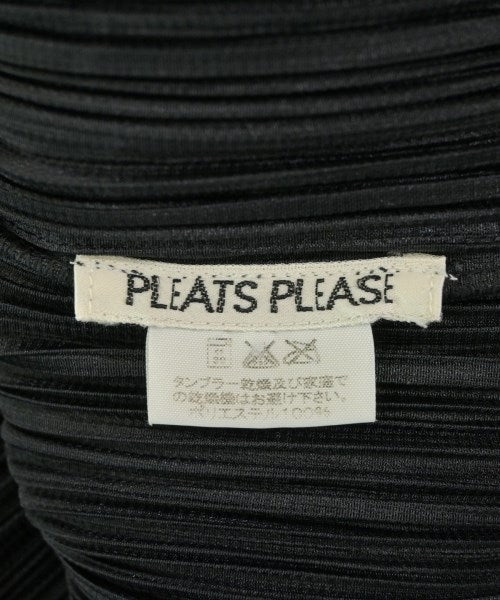 PLEATS PLEASE
タンブラー乾燥及び家庭で
の乾燥機はお避け下さい。
ポリエステル100%